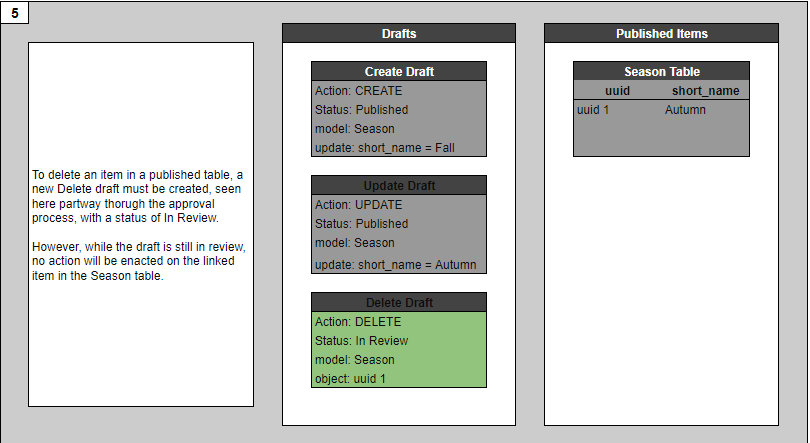 5
To delete an item in a published table, a
new Delete draft must be created, seen
here partway thorugh the approval
process, with a status of In Review.
However, while the draft is still in review,
no action will be enacted on the linked
item in the Season table.
Drafts
Create Draft
Action: CREATE
Status: Published
model: Season
update: short_name = Fall
Update Draft
Action: UPDATE
Status: Published
model: Season
update: short_name = Autumn
Delete Draft
Action: DELETE
Status: In Review
model: Season
object: uuid 1
Published Items
Season Table
uuid short_name
uuid 1 Autumn